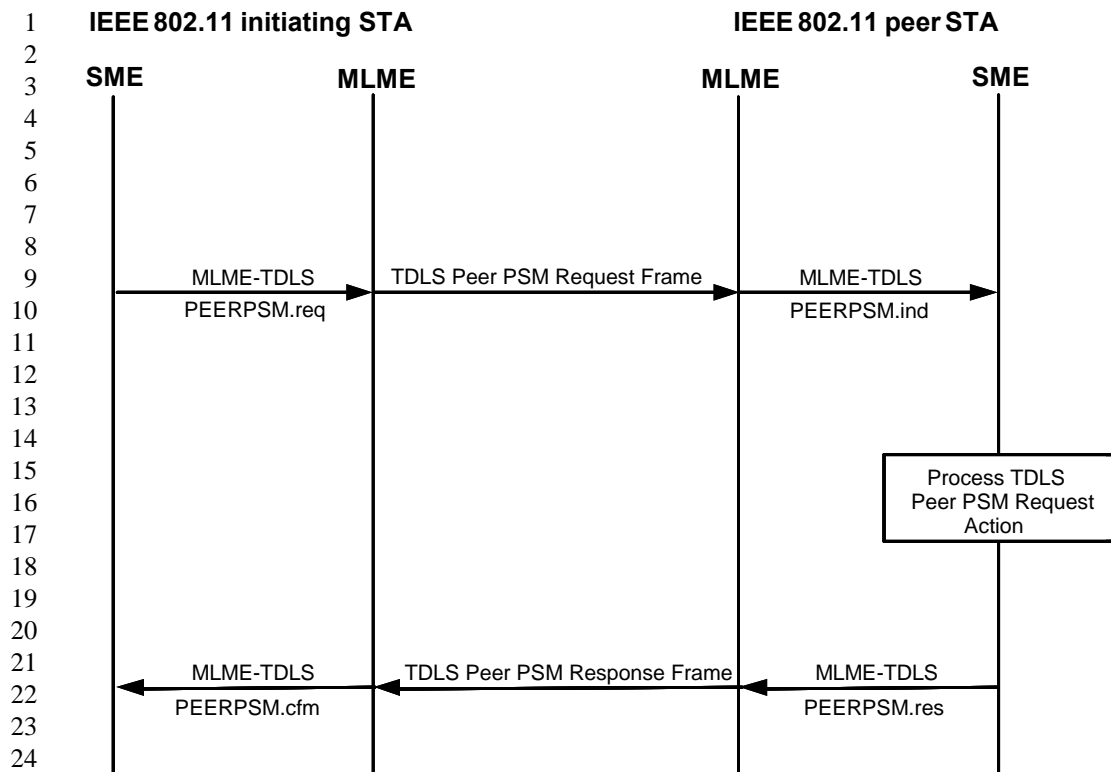 1 IEEE 802.11 initiating STA IEEE 802.11 peer STA
2
3 SME MLME MLME SME
4
5
6
7
8
9 MLME-TDLS TDLS Peer PSM Request Frame MLME-TDLS
10 PEERPSM.req PEERPSM.ind
11
12
13
14
15 Process TDLS
16 Peer PSM Request
17 Action
18
19
20
21 MLME-TDLS TDLS Peer PSM Response Frame MLME-TDLS
22 PEERPSM.cfm PEERPSM.res
23
24